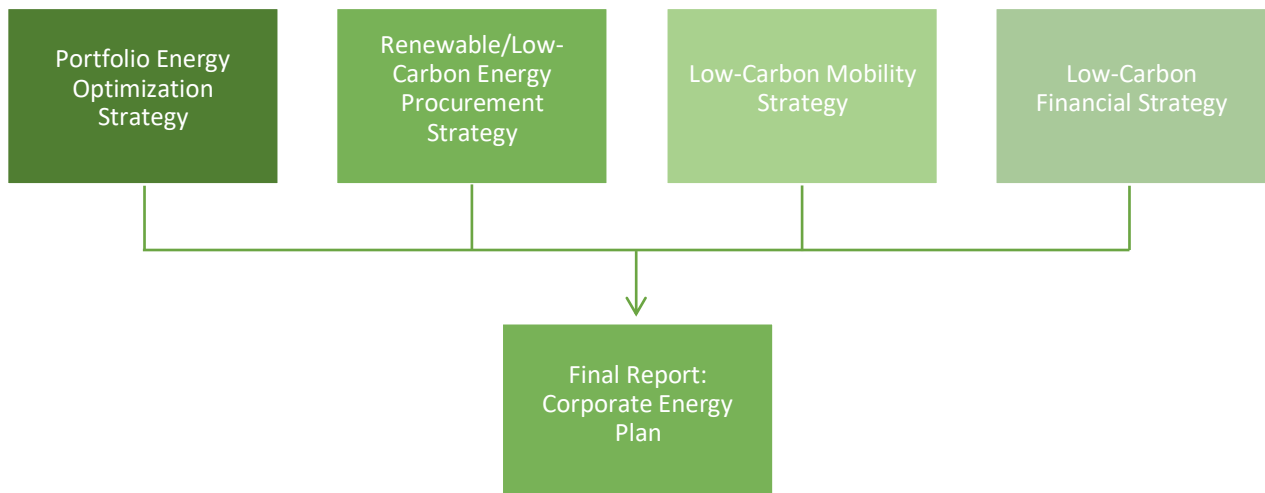 Portfolio Energy
Optimization
Strategy
Renewable/Low-
Carbon Energy
Procurement
Strategy
Low-Carbon Mobility
Strategy
Low-Carbon
Financial Strategy
Final Report:
Corporate Energy
Plan